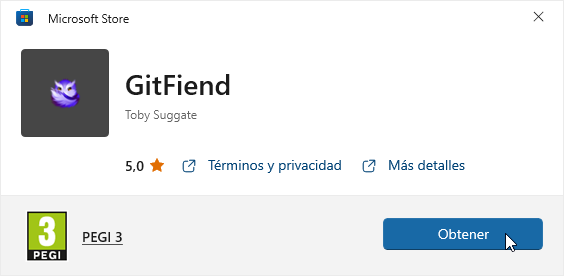 Microsoft Store
GitFiend
Toby Suggate
5,0 Términos y privacidad Más detalles
3
PEGI
PEGI 3
Obtener